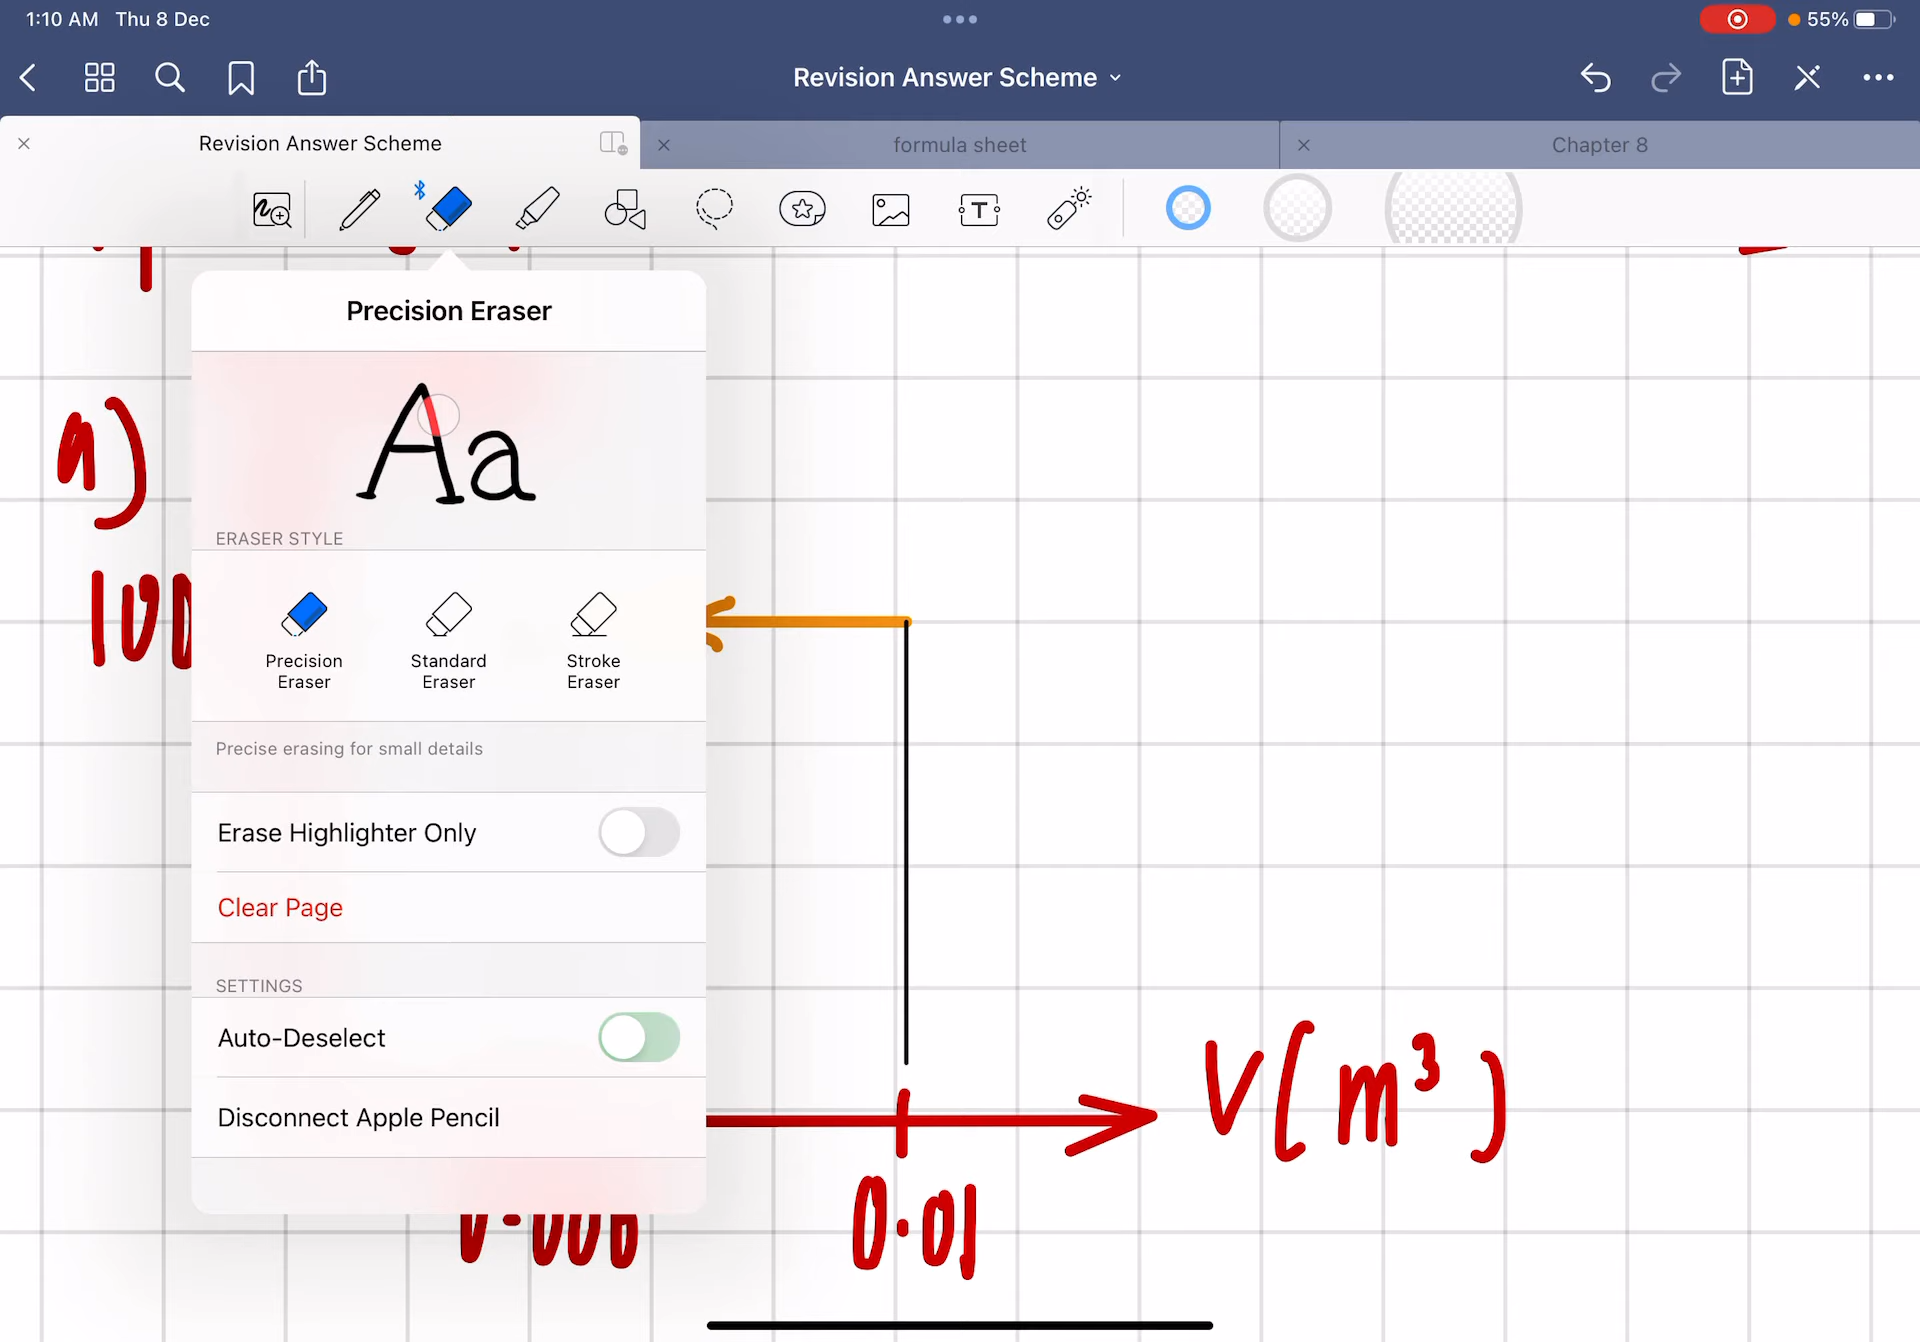 1:10 AM Thu 8 Dec
55%
Revision Answer Scheme
Revision Answer Scheme
formula sheet
Chapter 8
T
Precision Eraser
Aa
ERASER STYLE
Precision Eraser
Standard Eraser
Stroke Eraser
Precise erasing for small details
Erase Highlighter Only
Clear Page
SETTINGS
Auto-Deselect
Disconnect Apple Pencil
100
V(m³)
0.01